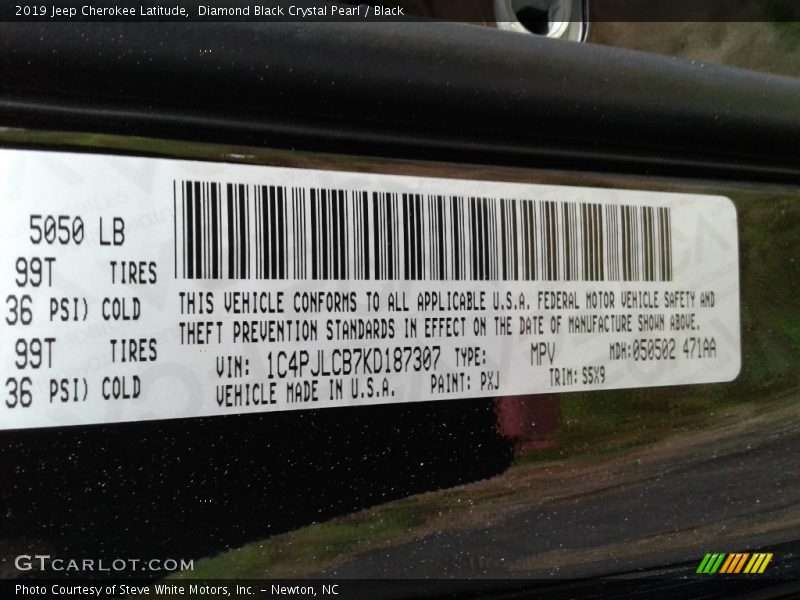 2019 Jeep Cherokee Latitude,  Diamond Black Crystal Pearl / Black
5050 LB
99T TIRES
36 PSI) COLD
99T TIRES
36 PSI) COLD
THIS VEHICLE CONFORMS TO ALL APPLICABLE U.S.A. FEDERAL MOTOR VEHICLE SAFETY AND
THEFT PREVENTION STANDARDS IN EFFECT ON THE DATE OF MANUFACTURE SHOWN ABOVE.
VIN: 1C4PJLCB7KD187307 TYPE: MPV MDH:050502 471AA
VEHICLE MADE IN U.S.A. PAINT: PXJ TRIM: S5X9
GTCARLOT.COM
Photo Courtesy of Steve White Motors, Inc. – Newton, NC